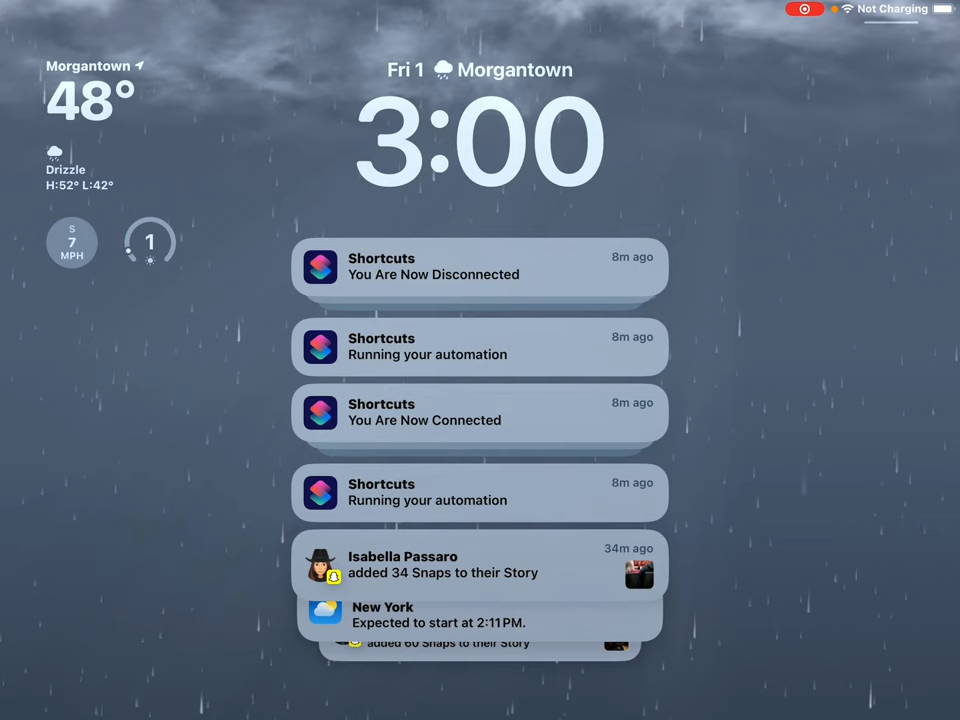 Not Charging
Morgantown
48°
Drizzle
H:52° L:42°
S
7
MPH
1
Fri 1 Morgantown
3:00
Shortcuts
8m ago
You Are Now Disconnected
Shortcuts
8m ago
Running your automation
Shortcuts
8m ago
You Are Now Connected
Shortcuts
8m ago
Running your automation
Isabella Passaro
34m ago
added 34 Snaps to their Story
New York
Expected to start at 2:11 PM.
added 60 Snaps to their Story